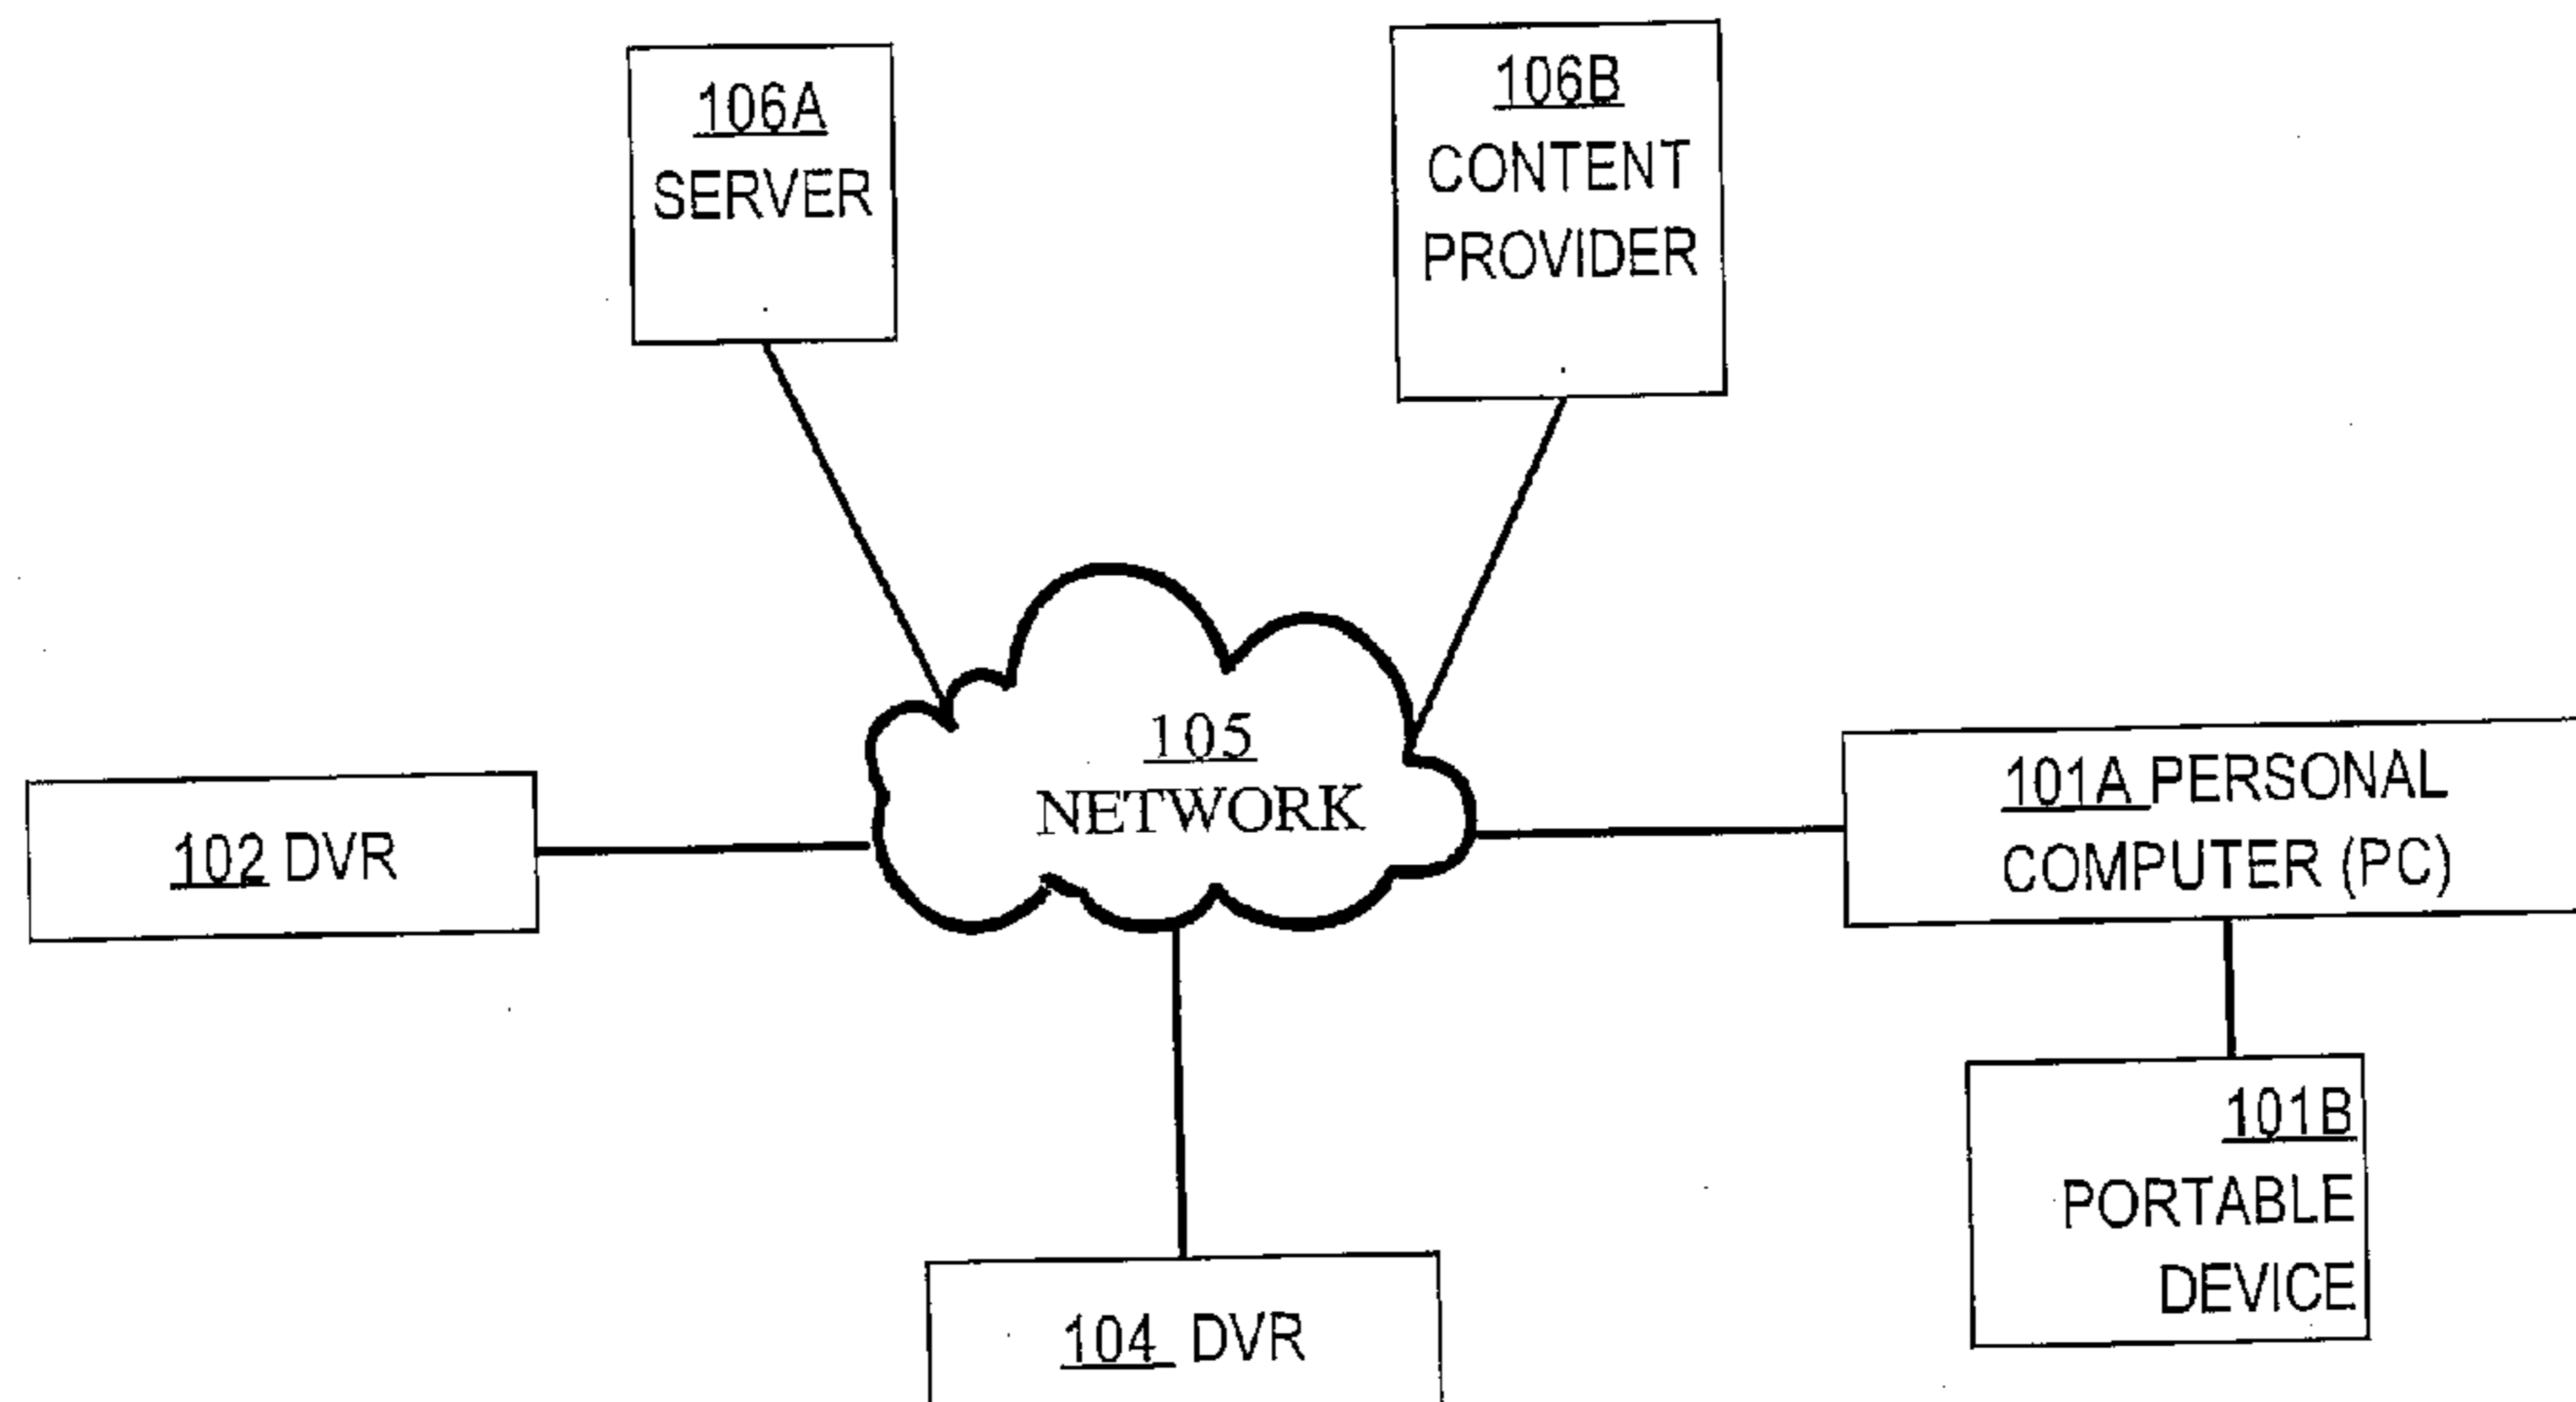 106A
SERVER
106B
CONTENT
PROVIDER
105
NETWORK
102 DVR
101A PERSONAL
COMPUTER (PC)
101B
PORTABLE
DEVICE
104 DVR